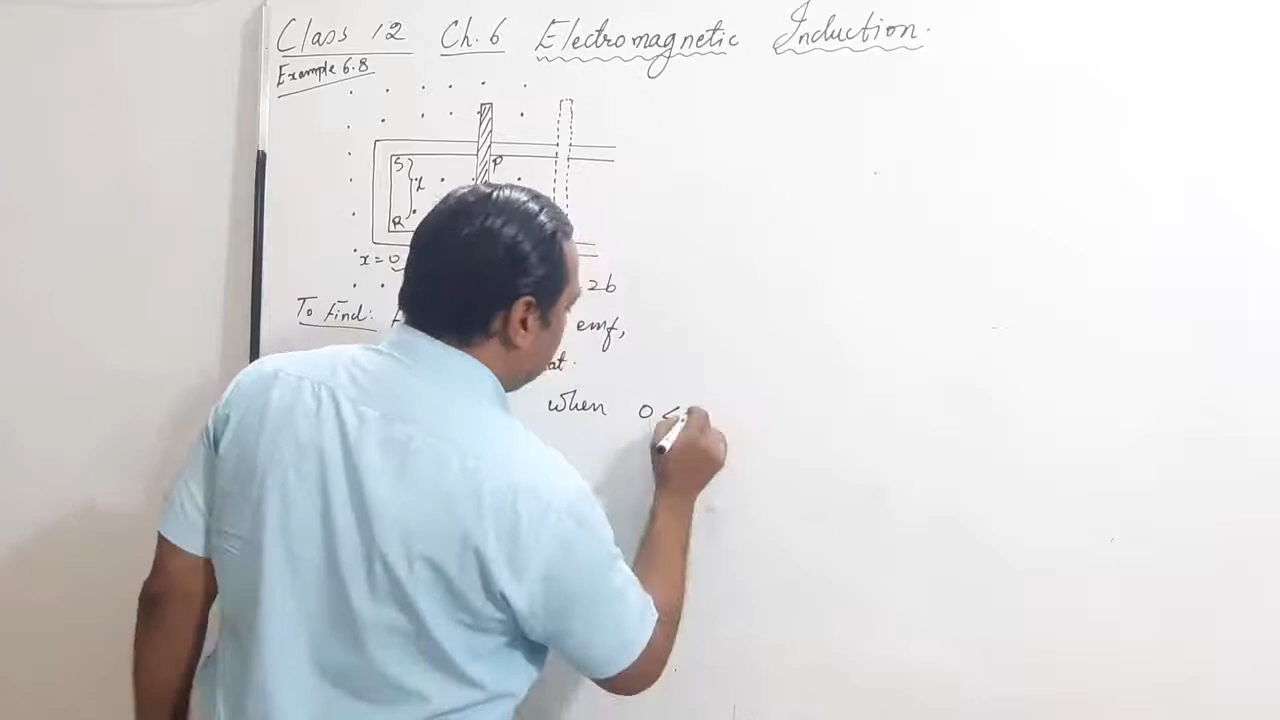 Class 12 Ch. 6 Electromagnetic Induction.
Example 6.8
S
P
l
R
x = 0
2b
To Find:
emf,
at
when 0 <